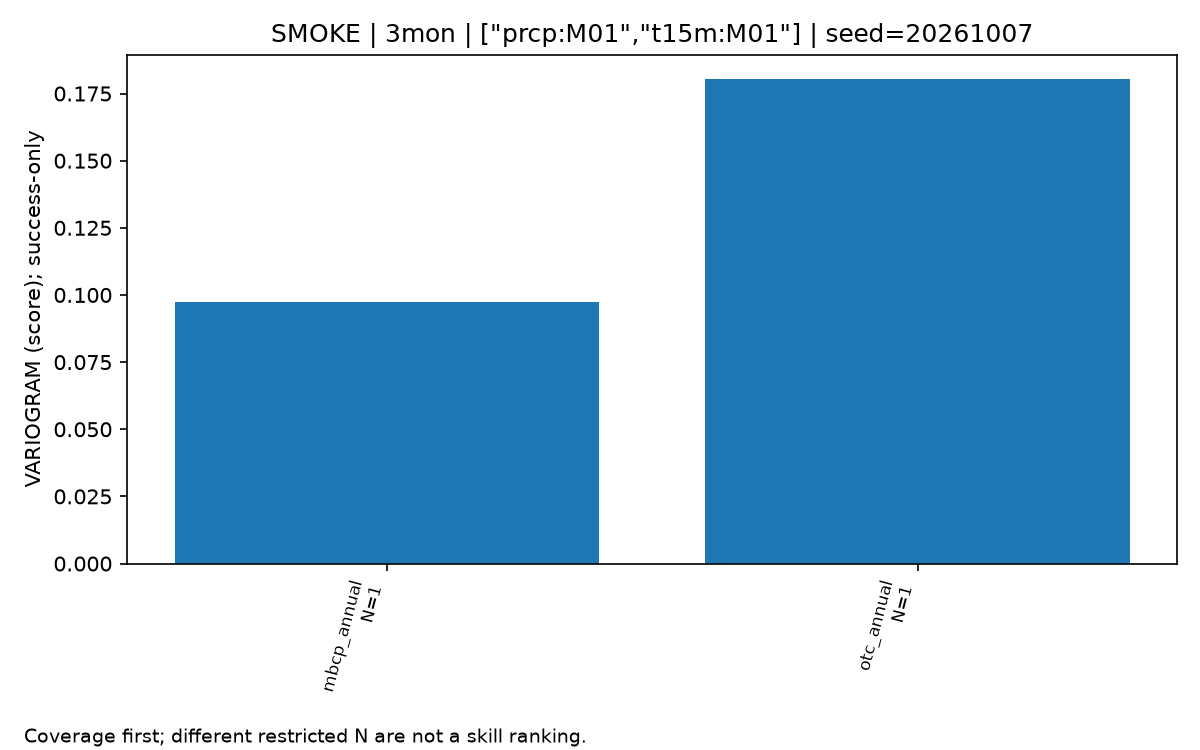 SMOKE | 3mon | ["prcp:M01","t15m:M01"] | seed=20261007
VARIOGRAM (score); success-only
0.175
0.150
0.125
0.100
0.075
0.050
0.025
0.000
mbcp_annual
N=1
otc_annual
N=1
Coverage first; different restricted N are not a skill ranking.